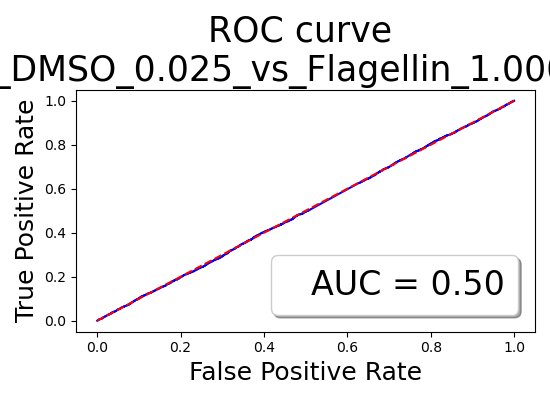 ROC curve
_DMSO_0.025_vs_Flagellin_1.000
True Positive Rate
1.0
0.8
0.6
0.4
0.2
0.0
AUC = 0.50
0.0 0.2 0.4 0.6 0.8 1.0
False Positive Rate